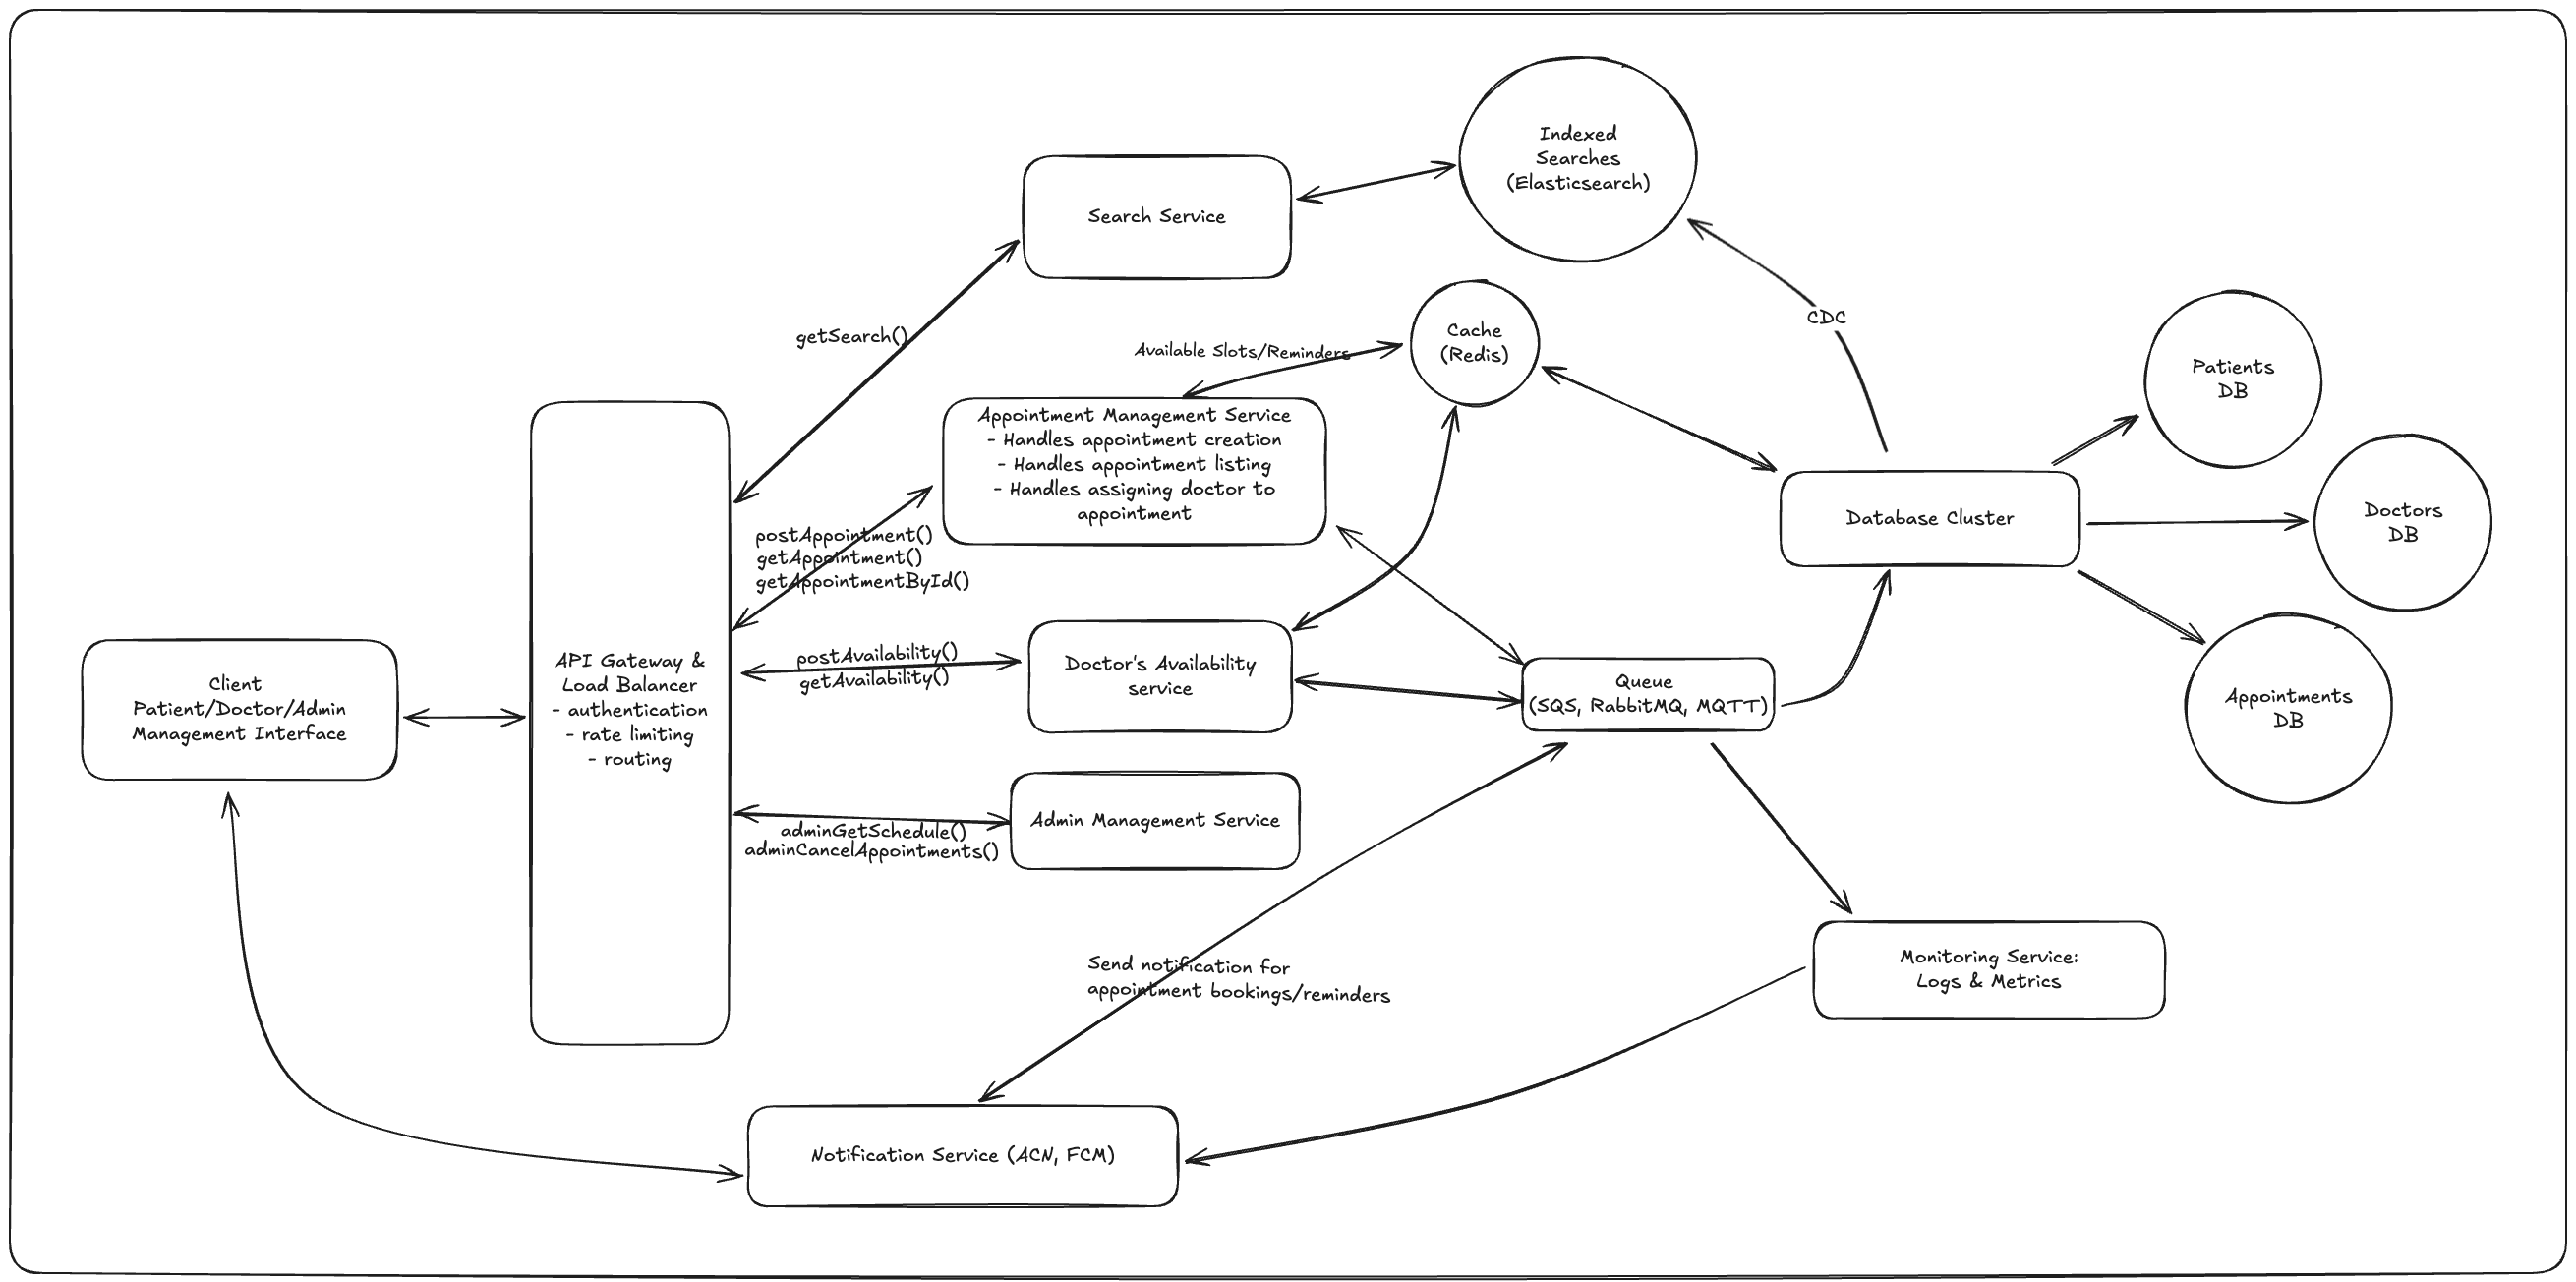 Indexed
Searches
(Elasticsearch)
Search Service
getSearch()
Cache
(Redis)
Available Slots/Reminders
CDC
Patients
DB
Appointment Management Service
- Handles appointment creation
- Handles appointment listing
- Handles assigning doctor to
appointment
Database Cluster
Doctors
DB
postAppointment()
getAppointment()
getAppointmentById()
Client
Patient/Doctor/Admin
Management Interface
API Gateway &
Load Balancer
- authentication
- rate limiting
- routing
postAvailability()
getAvailability()
Doctor's Availability
service
Queue
(SQS, RabbitMQ, MQTT)
Appointments
DB
adminGetSchedule()
adminCancelAppointments()
Admin Management Service
Send notification for
appointment bookings/reminders
Monitoring Service:
Logs & Metrics
Notification Service (ACN, FCM)